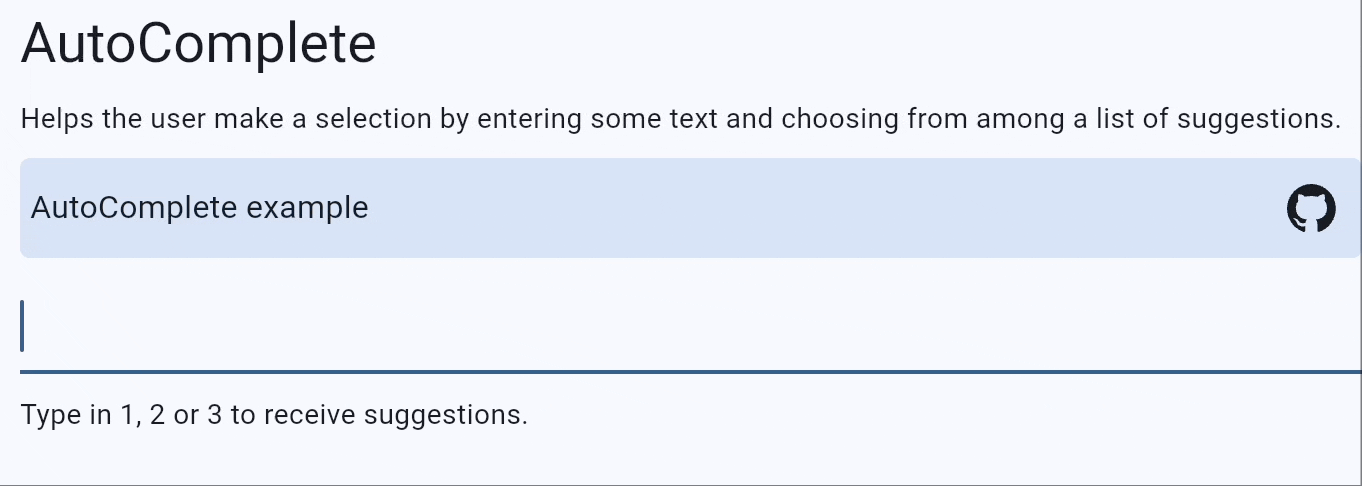 AutoComplete
Helps the user make a selection by entering some text and choosing from among a list of suggestions.
AutoComplete example
Type in 1, 2 or 3 to receive suggestions.